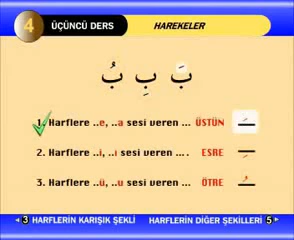 4 ÜÇÜNCÜ DERS HAREKELER
بَ بِ بُ
1. Harflere ..e, ..a sesi veren ... ÜSTÜN
2. Harflere ..i, ..ı sesi veren ... . ESRE
3. Harflere ..ü, ..u sesi veren ... ÖTRE
3 HARFLERİN KARIŞIK ŞEKLİ HARFLERİN DİĞER ŞEKİLLERİ 5